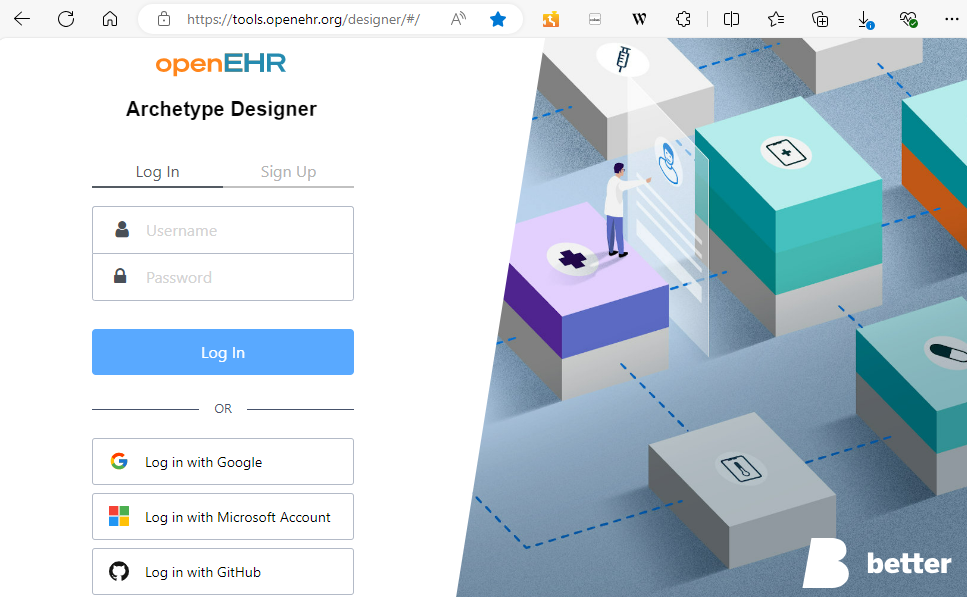 https://tools.openehr.org/designer/#/
openEHR
Archetype Designer
Log In
Sign Up
Username
Password
Log In
OR
Log in with Google
Log in with Microsoft Account
Log in with GitHub
better